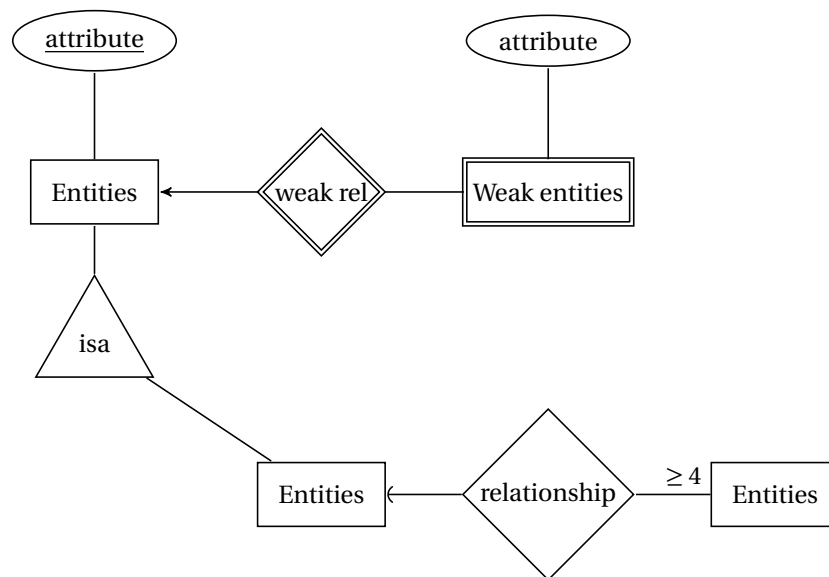 attribute
attribute
Entities
weak rel
Weak entities
isa
Entities
relationship
≥ 4
Entities